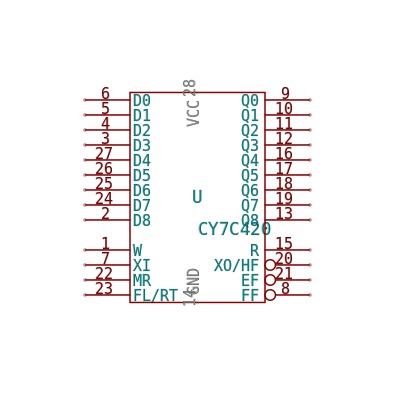 28
VCC
6 D0 Q0 9
5 D1 Q1 10
4 D2 Q2 11
3 D3 Q3 12
27 D4 Q4 16
26 D5 Q5 17
25 D6 Q6 18
24 D7 Q7 19
2 D8 Q8 13
U
CY7C420
1 W R 15
7 XI XO/HF 20
22 MR EF 21
23 FL/RT FF 8
GND
14